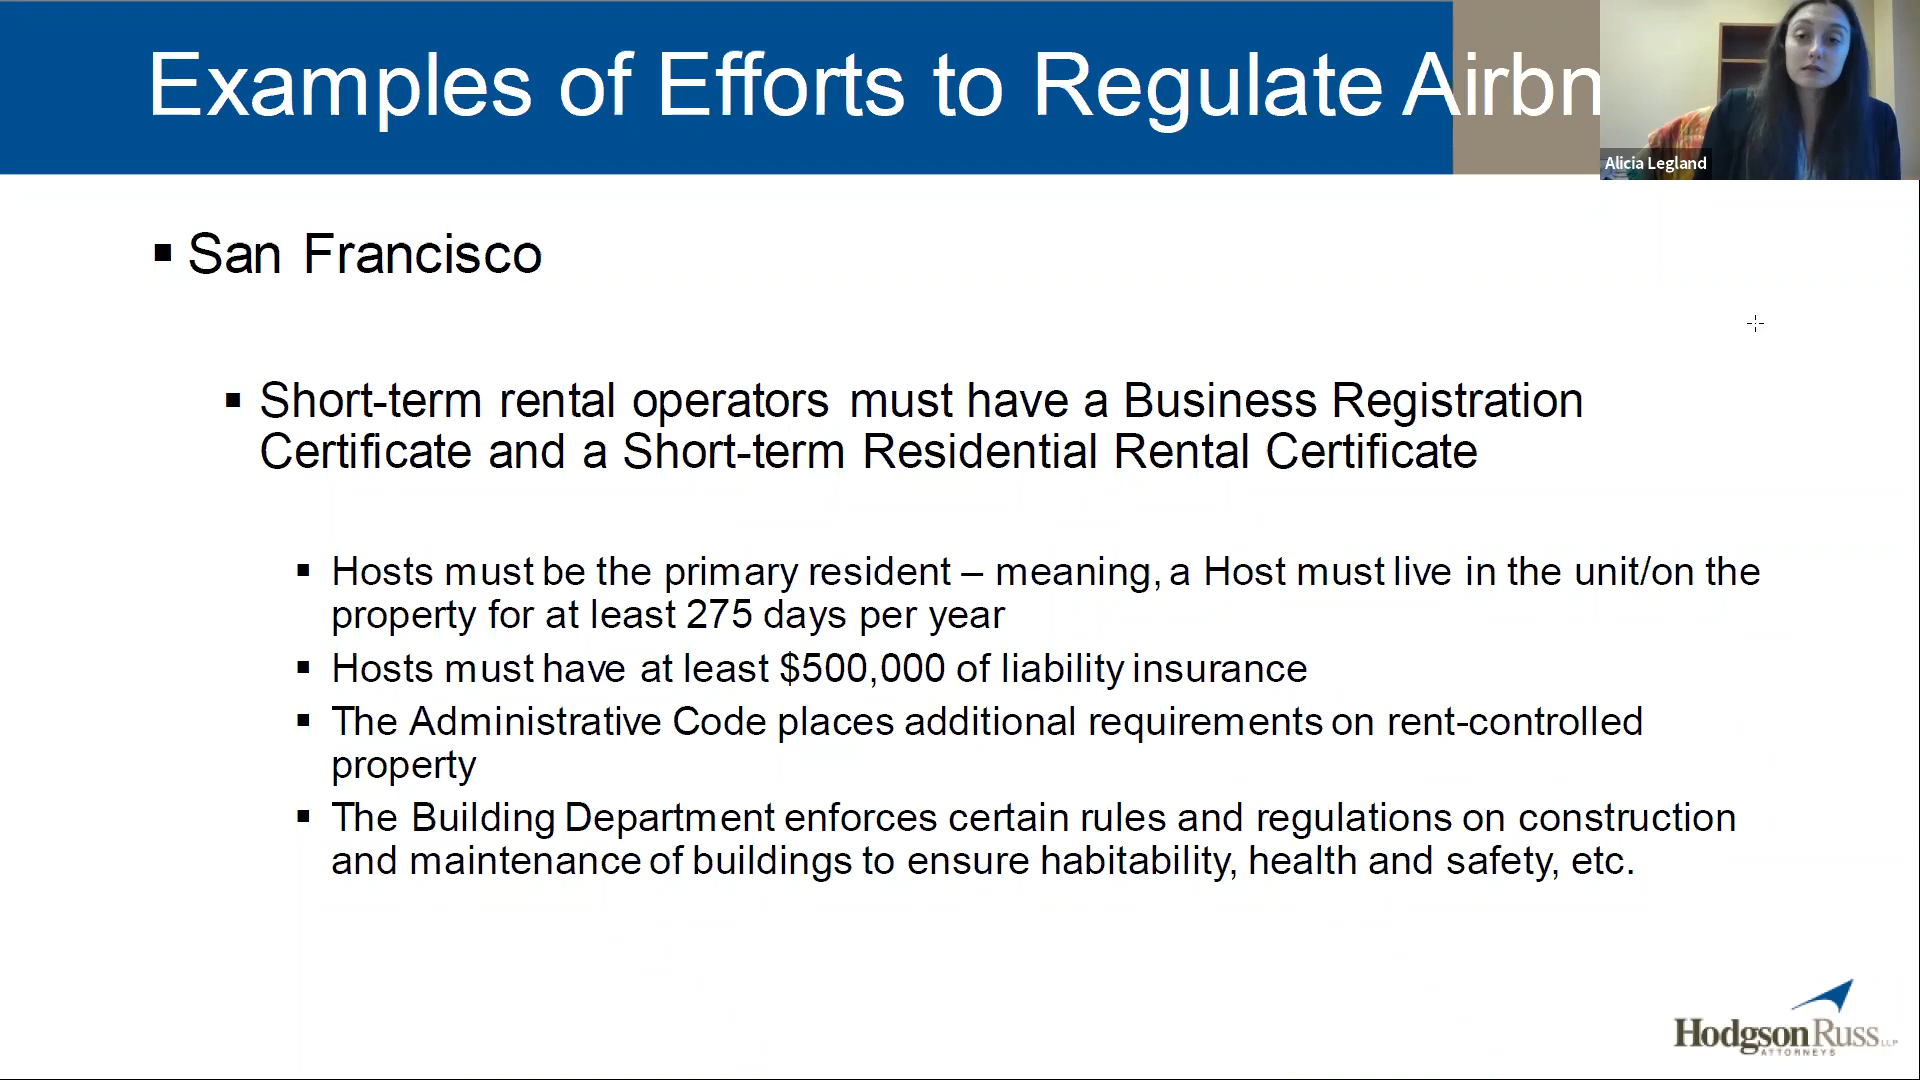 Examples of Efforts to Regulate Airbn
Alicia Legland
▪ San Francisco
▪ Short-term rental operators must have a Business Registration
Certificate and a Short-term Residential Rental Certificate
▪ Hosts must be the primary resident – meaning, a Host must live in the unit/on the
property for at least 275 days per year
▪ Hosts must have at least $500,000 of liability insurance
▪ The Administrative Code places additional requirements on rent-controlled
property
▪ The Building Department enforces certain rules and regulations on construction
and maintenance of buildings to ensure habitability, health and safety, etc.
HodgsonRuss LLP
ATTORNEYS